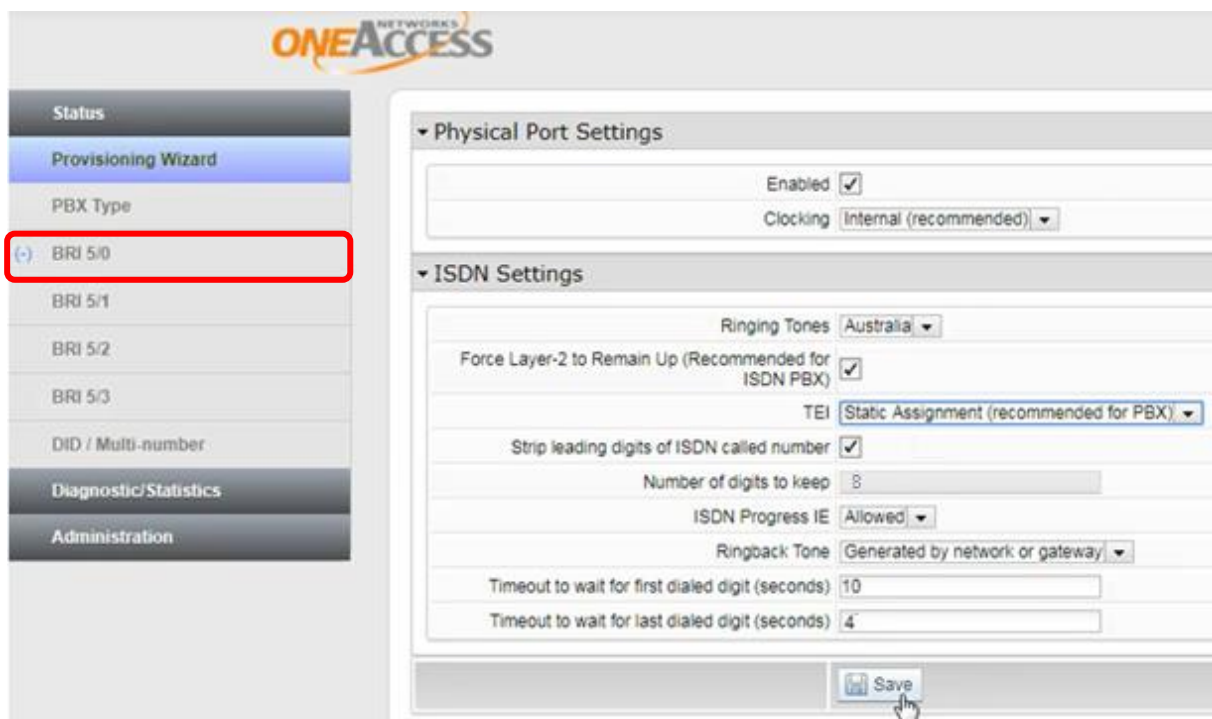 NETWORKS
ONEACCESS
Status
Provisioning Wizard
PBX Type
(-) BRI 5/0
BRI 5/1
BRI 5/2
BRI 5/3
DID / Multi-number
Diagnostic/Statistics
Administration
Physical Port Settings
Enabled
Clocking Internal (recommended)
ISDN Settings
Ringing Tones Australia
Force Layer-2 to Remain Up (Recommended for
ISDN PBX)
TEI Static Assignment (recommended for PBX)
Strip leading digits of ISDN called number
Number of digits to keep 8
ISDN Progress IE Allowed
Ringback Tone Generated by network or gateway
Timeout to wait for first dialed digit (seconds) 10
Timeout to wait for last dialed digit (seconds) 4
Save